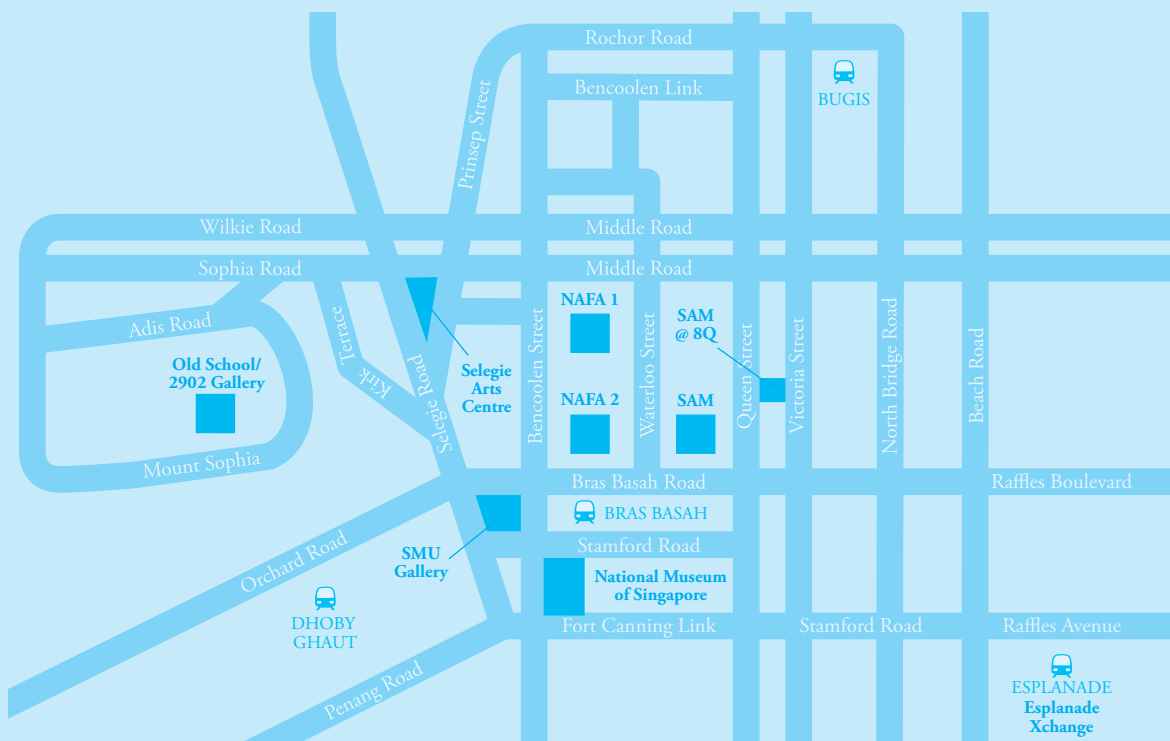 Rochor Road
Bencoolen Link
BUGIS
Prinsep Street
Wilkie Road
Middle Road
Sophia Road
Middle Road
Adis Road
Old School/
2902 Gallery
Mount Sophia
Terrace
Kirk
Selegie Road
Selegie
Arts
Centre
Bencoolen Street
NAFA 1
NAFA 2
Waterloo Street
SAM
@ 8Q
SAM
Queen Street
Victoria Street
North Bridge Road
Beach Road
Bras Basah Road
Raffles Boulevard
BRAS BASAH
Stamford Road
SMU
Gallery
Orchard Road
National Museum
of Singapore
DHOBY
GHAUT
Fort Canning Link
Stamford Road
Raffles Avenue
Penang Road
ESPLANADE
Esplanade
Xchange